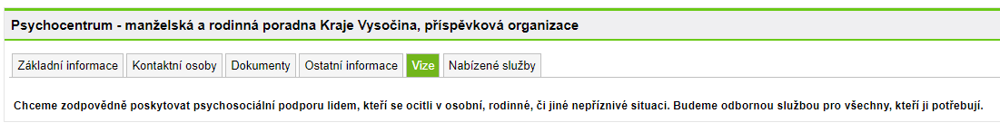 Psychocentrum - manželská a rodinná poradna Kraje Vysočina, příspěvková organizace
Základní informace Kontaktní osoby Dokumenty Ostatní informace Vize Nabízené služby
Chceme zodpovědně poskytovat psychosociální podporu lidem, kteří se ocitli v osobní, rodinné, či jiné nepříznivé situaci. Budeme odbornou službou pro všechny, kteří ji potřebují.